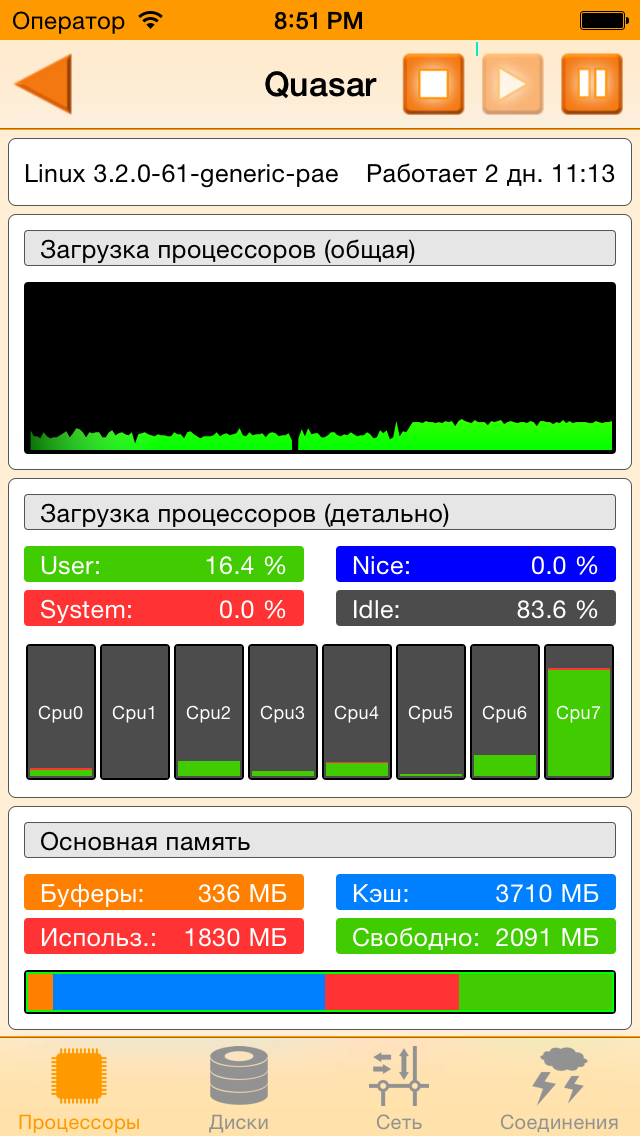 Оператор 8:51 PM
Quasar
Linux 3.2.0-61-generic-pae Работает 2 дн. 11:13
Загрузка процессоров (общая)
Загрузка процессоров (детально)
User: 16.4 % Nice: 0.0 %
System: 0.0 % Idle: 83.6 %
Cpu0 Cpu1 Cpu2 Cpu3 Cpu4 Cpu5 Cpu6 Cpu7
Основная память
Буферы: 336 МБ Кэш: 3710 МБ
Использ.: 1830 МБ Свободно: 2091 МБ
Процессоры Диски Сеть Соединения